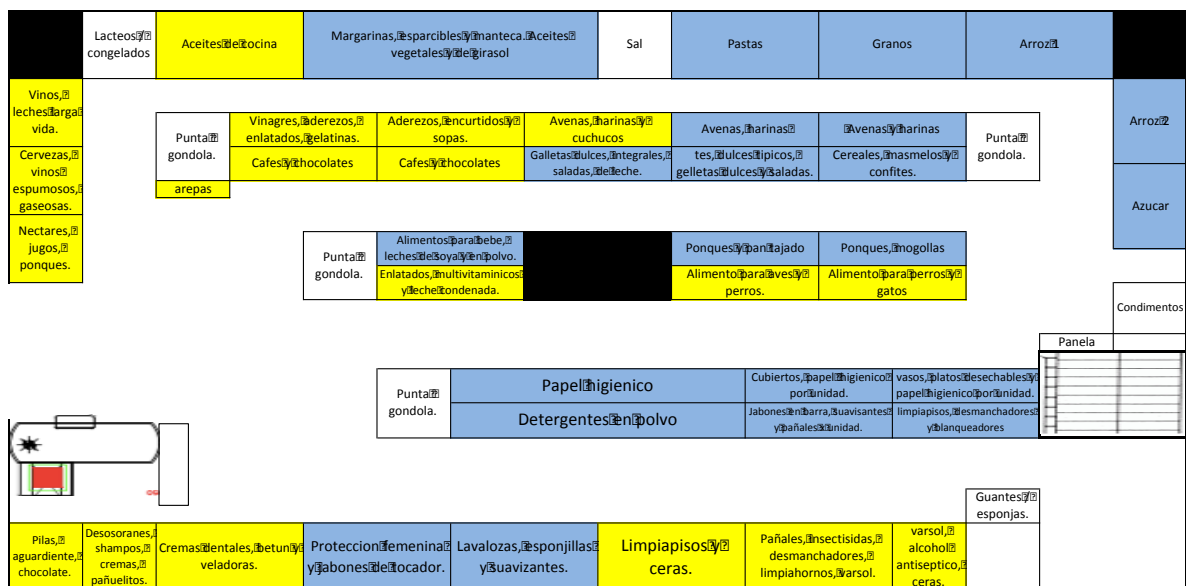 Lacteos /
congelados
Aceites de cocina
Margarinas, esparcibles y manteca. Aceites
vegetales y de girasol
Sal
Pastas
Granos
Arroz 1
Vinos,
leches larga
vida.
Cervezas,
vinos
espumosos,
gaseosas.
Nectares,
jugos,
ponques.
Punta
gondola.
Vinagres, aderezos,
enlatados, gelatinas.
Aderezos, encurtidos y
sopas.
Avenas, harinas y
cuchucos
Avenas, harinas
Avenas y harinas
Punta
gondola.
Cafes y chocolates
Cafes y chocolates
Galletas dulces, integrales,
saladas, de leche.
tes, dulces tipicos,
gelletas dulces y saladas.
Cereales, masmelos y
confites.
arepas
Arroz 2
Azucar
Punta
gondola.
Alimentos para bebe,
leches de soya y en polvo.
Ponques y pan tajado
Ponques, mogollas
Enlatados, multivitaminicos
y leche condenada.
Alimento para aves y
perros.
Alimento para perros y
gatos
Condimentos
Panela
Punta
gondola.
Papel higienico
Cubiertos, papel higienico
por unidad.
vasos, platos desechables y
papel higienico por unidad.
Detergentes en polvo
Jabones en barra, suavisantes
y pañales x unidad.
limpiapisos, desmanchadores
y blanqueadores
Guantes /
esponjas.
Pilas,
aguardiente,
chocolate.
Desosoranes,
shampos,
cremas,
pañuelitos.
Cremas dentales, betun y
veladoras.
Proteccion femenina
y jabones de tocador.
Lavalozas, esponjillas
y suavizantes.
Limpiapisos y
ceras.
Pañales, insectisidas,
desmanchadores,
limpiahornos, varsol.
varsol,
alcohol
antiseptico,
ceras.